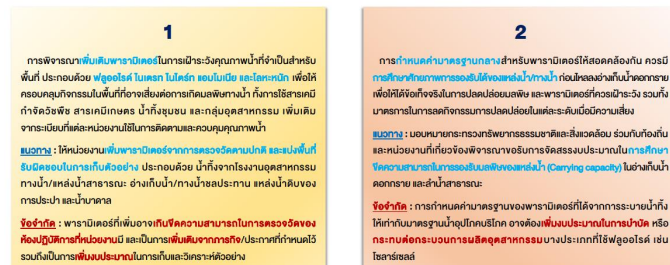 1
การพิจารณาเพิ่มเติมพารามิเตอร์ในการเฝ้าระวังคุณภาพน้ำที่จำเป็นสำหรับ
พื้นที่ ประกอบด้วย ฟลูออไรด์ ไนเตรท ไนไตร์ท แอมโมเนีย และโลหะหนัก เพื่อให้
ครอบคลุมกิจกรรมในพื้นที่ที่อาจเสี่ยงต่อการเกิดมลพิษทางน้ำ ทั้งการใช้สารเคมี
กำจัดวัชพืช สารเคมีเกษตร น้ำทิ้งชุมชน และกลุ่มอุตสาหกรรม เพิ่มเติม
จากระเบียบที่แต่ละหน่วยงานใช้ในการติดตามและควบคุมคุณภาพน้ำ
แนวทาง : ให้หน่วยงานเพิ่มพารามิเตอร์จากการตรวจวัดตามปกติ และแบ่งพื้นที่
รับผิดชอบในการเก็บตัวอย่าง ประกอบด้วย น้ำทิ้งจากโรงงานอุตสาหกรรม
ทางน้ำ/แหล่งน้ำสาธารณะ อ่างเก็บน้ำ/ทางน้ำชลประทาน แหล่งน้ำดิบของ
การประปา และน้ำบาดาล
ข้อจำกัด : พารามิเตอร์ที่เพิ่มอาจเกินขีดความสามารถในการตรวจวัดของ
ห้องปฏิบัติการที่หน่วยงานมี และเป็นการเพิ่มเติมจากภารกิจ/ประกาศที่กำหนดไว้
รวมถึงเป็นการเพิ่มงบประมาณในการเก็บและวิเคราะห์ตัวอย่าง
2
การกำหนดค่ามาตรฐานกลางสำหรับพารามิเตอร์ให้สอดคล้องกัน ควรมี
การศึกษาศักยภาพการรองรับได้ของแหล่งน้ำ/ทางน้ำ ก่อนไหลลงอ่างเก็บน้ำดอกกราย
เพื่อให้ได้ข้อเท็จจริงในการปลดปล่อยมลพิษ และพารามิเตอร์ที่ควรเฝ้าระวัง รวมทั้ง
มาตรการในการลดกิจกรรมการปลดปล่อยในแต่ละระดับเมื่อมีความเสี่ยง
แนวทาง : มอบหมายกระทรวงทรัพยากรธรรมชาติและสิ่งแวดล้อม ร่วมกับท้องถิ่น
และหน่วยงานที่เกี่ยวข้องพิจารณาขอรับการจัดสรรงบประมาณในการศึกษา
ขีดความสามารถในการรองรับมลพิษของแหล่งน้ำ (Carrying capacity) ในอ่างเก็บน้ำ
ดอกกราย และลำน้ำสาธารณะ
ข้อจำกัด : การกำหนดค่ามาตรฐานของพารามิเตอร์ที่ได้จากการระบายน้ำทิ้ง
ให้เท่ากับมาตรฐานน้ำอุปโภคบริโภค อาจต้องเพิ่มงบประมาณในการบำบัด หรือ
กระทบต่อกระบวนการผลิตอุตสาหกรรมบางประเภทที่ใช้ฟลูออไรด์ เช่น
โซลาร์เซลล์